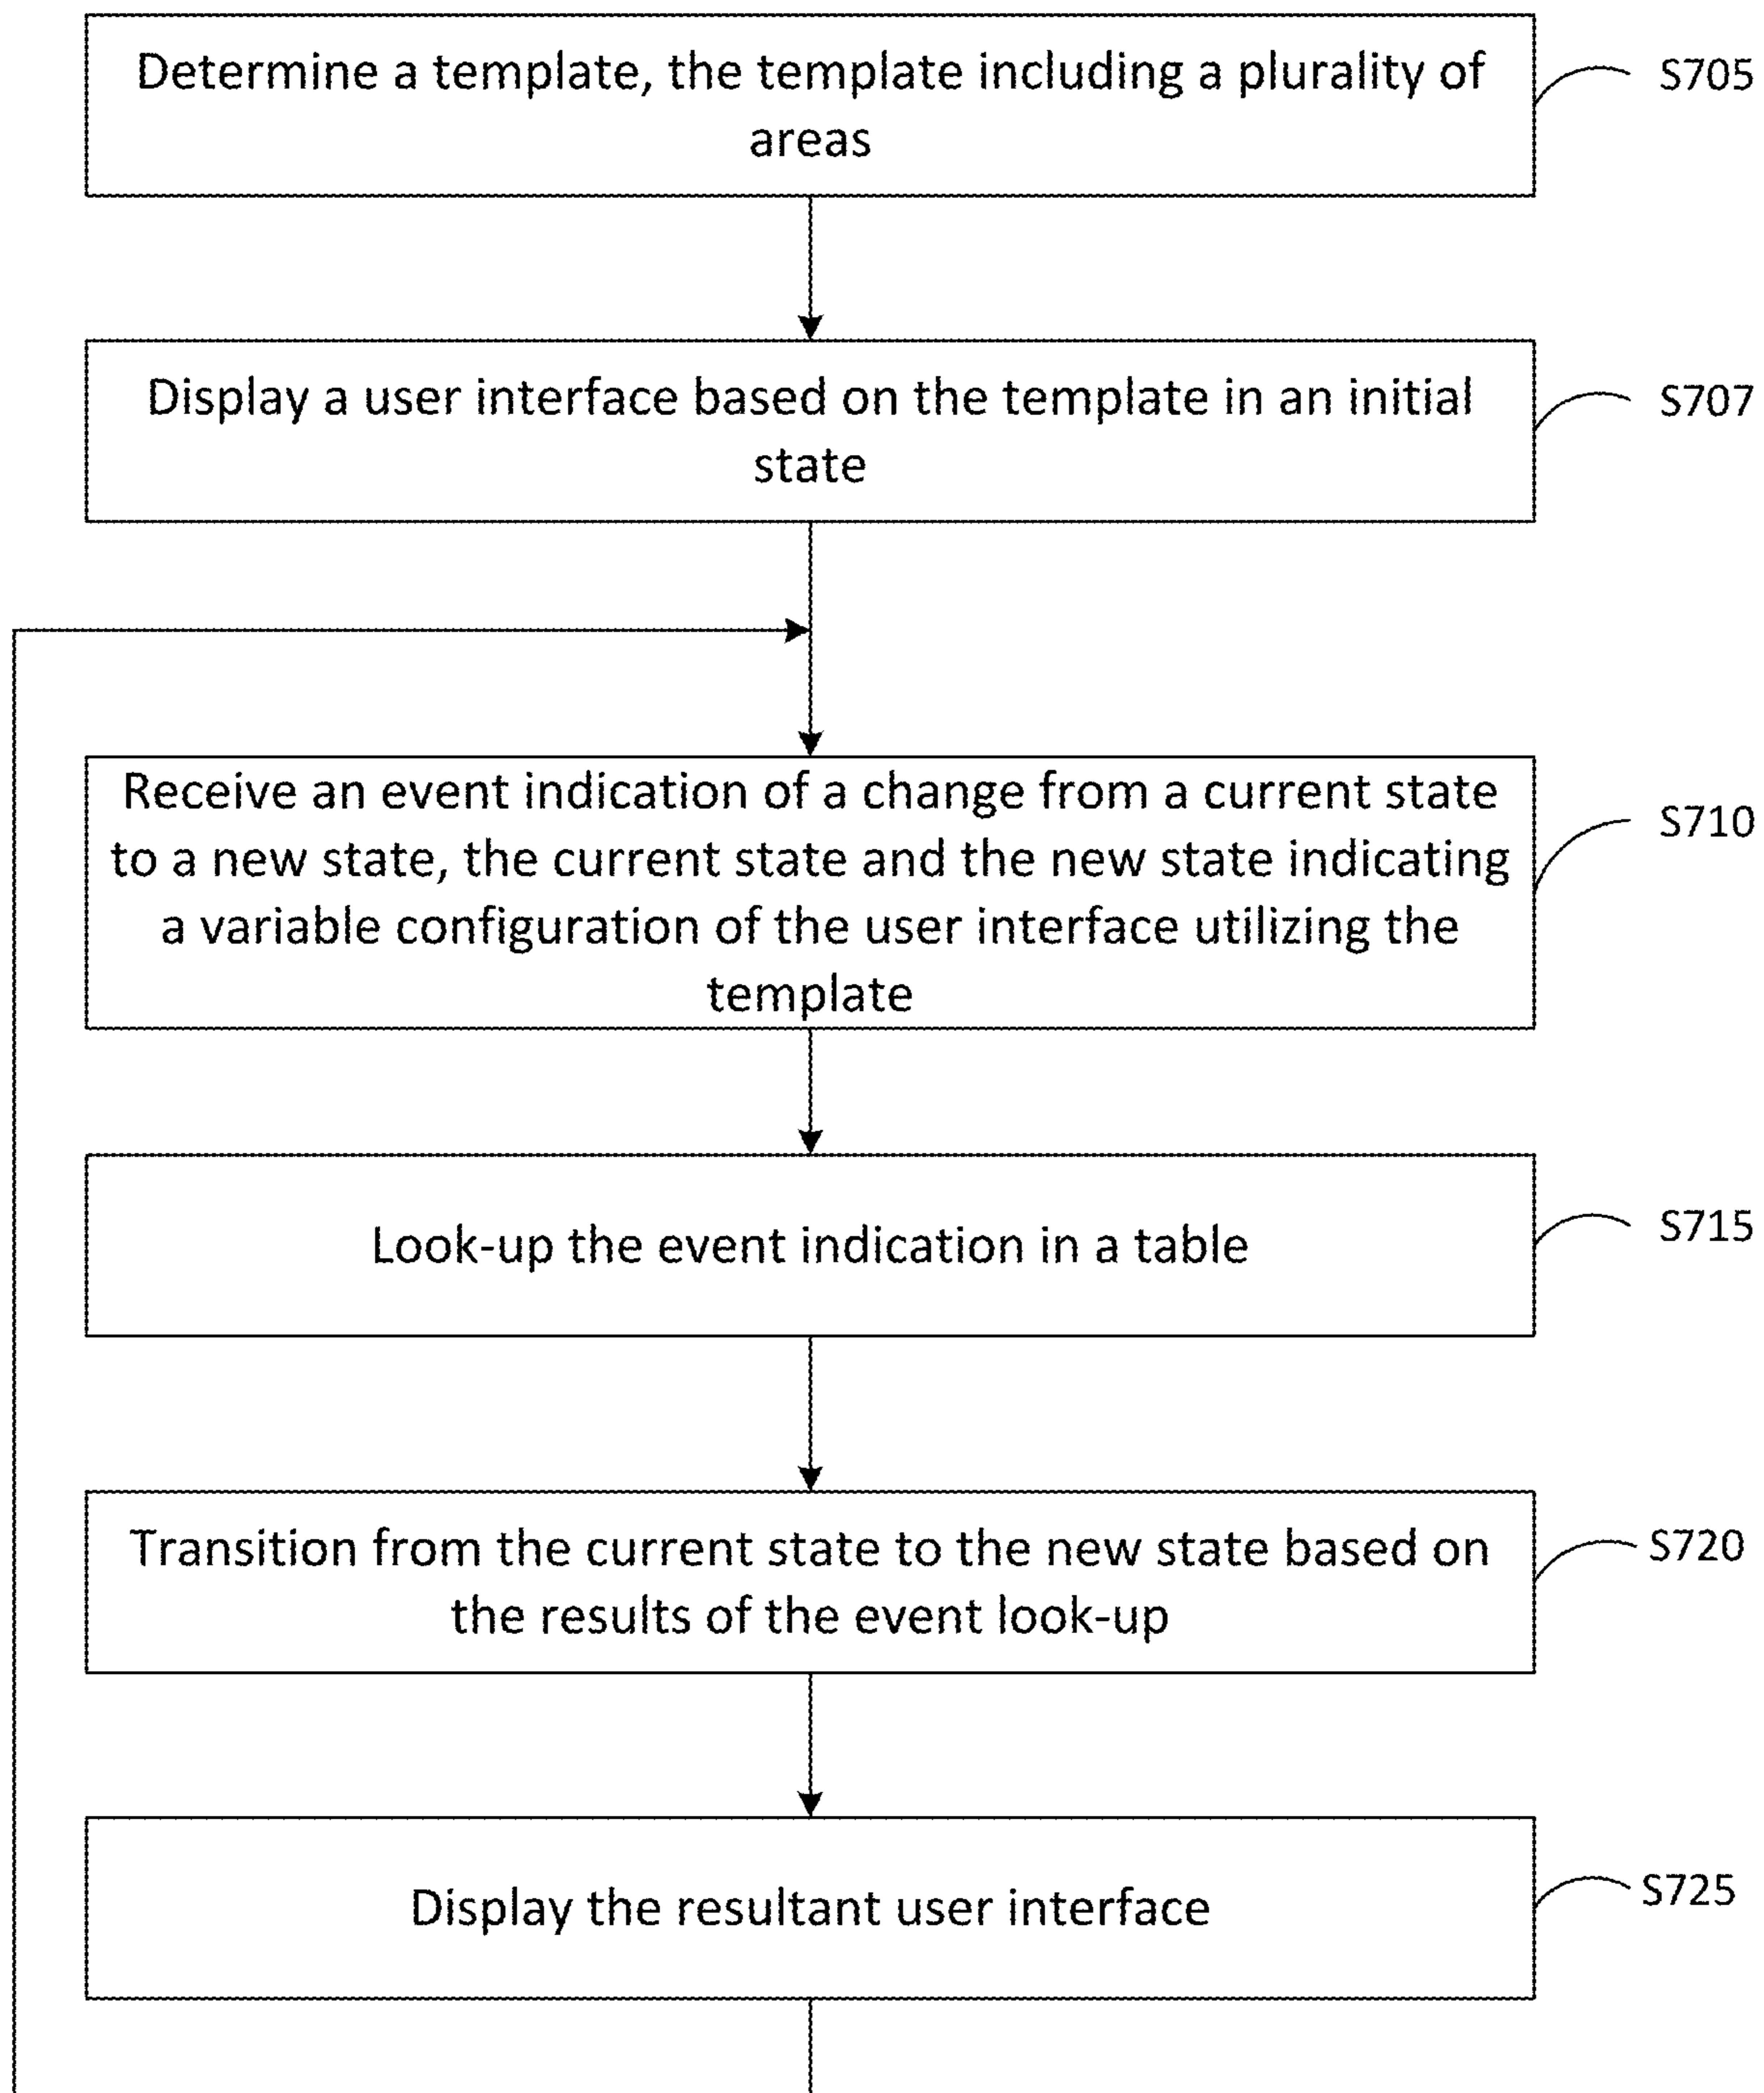 Determine a template, the template including a plurality of
areas
S705
Display a user interface based on the template in an initial
state
S707
Receive an event indication of a change from a current state
to a new state, the current state and the new state indicating
a variable configuration of the user interface utilizing the
template
S710
Look-up the event indication in a table
S715
Transition from the current state to the new state based on
the results of the event look-up
S720
Display the resultant user interface
S725